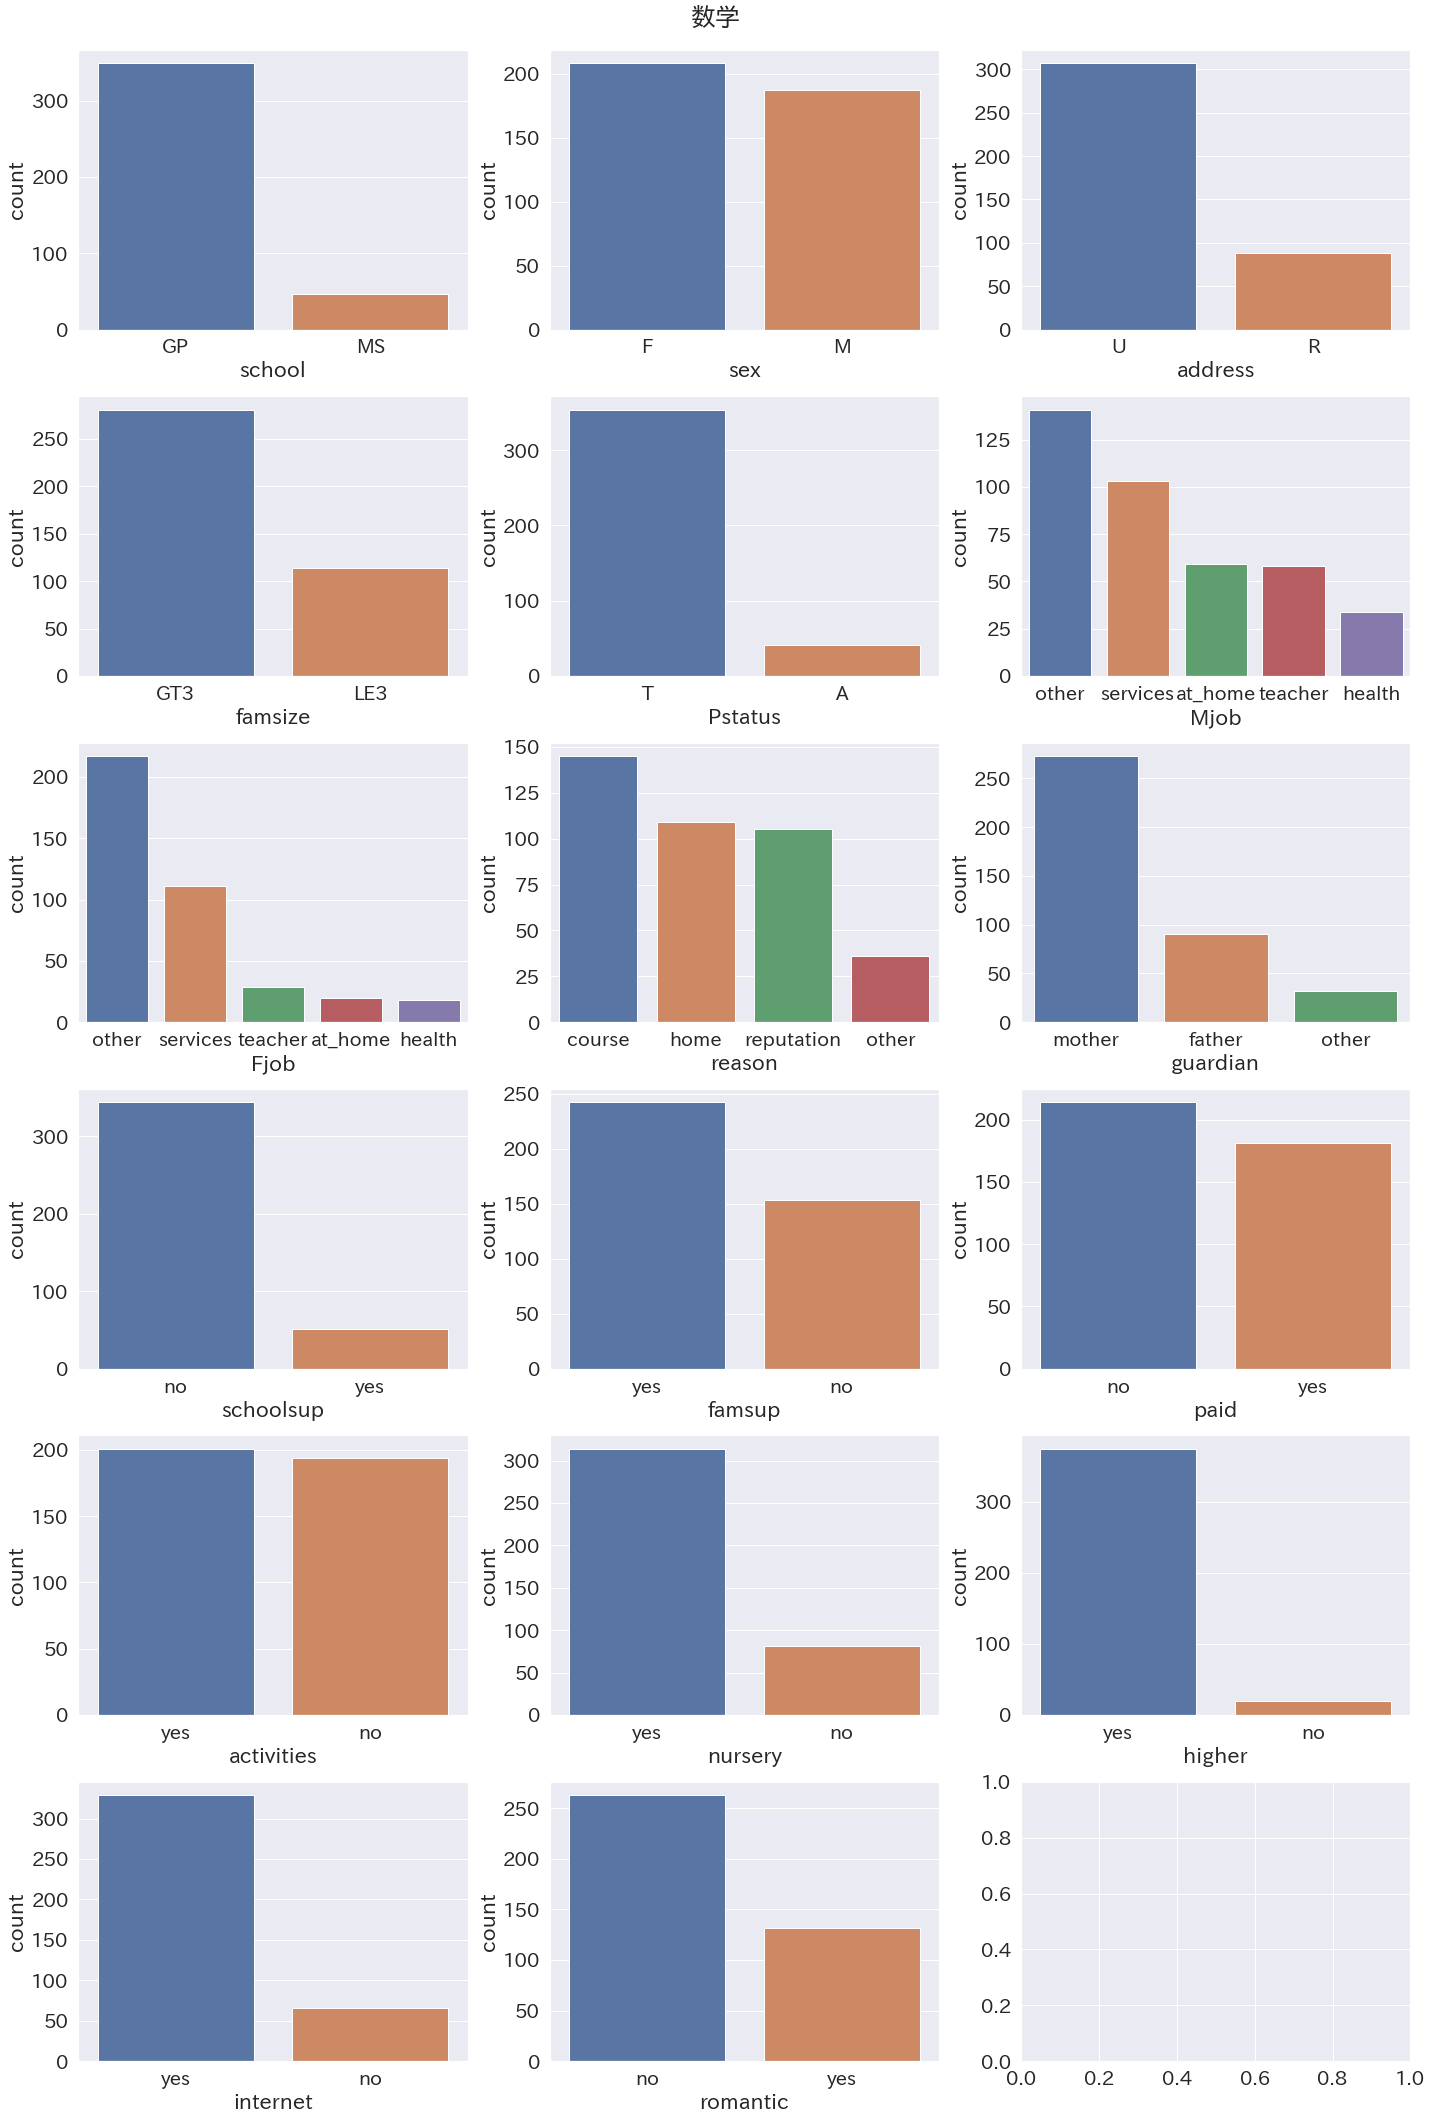 数学
count
300
200
100
0
GP MS
school
count
200
150
100
50
0
F M
sex
count
300
250
200
150
100
50
0
U R
address
count
250
200
150
100
50
0
GT3 LE3
famsize
count
300
200
100
0
T A
Pstatus
count
125
100
75
50
25
0
other services at_home teacher health
Mjob
count
200
150
100
50
0
other services teacher at_home health
Fjob
count
150
125
100
75
50
25
0
course home reputation other
reason
count
250
200
150
100
50
0
mother father other
guardian
count
300
200
100
0
no yes
schoolsup
count
250
200
150
100
50
0
yes no
famsup
count
200
150
100
50
0
no yes
paid
count
200
150
100
50
0
yes no
activities
count
300
250
200
150
100
50
0
yes no
nursery
count
300
200
100
0
yes no
higher
count
300
250
200
150
100
50
0
yes no
internet
count
250
200
150
100
50
0
no yes
romantic
1.0
0.8
0.6
0.4
0.2
0.0
0.0 0.2 0.4 0.6 0.8 1.0